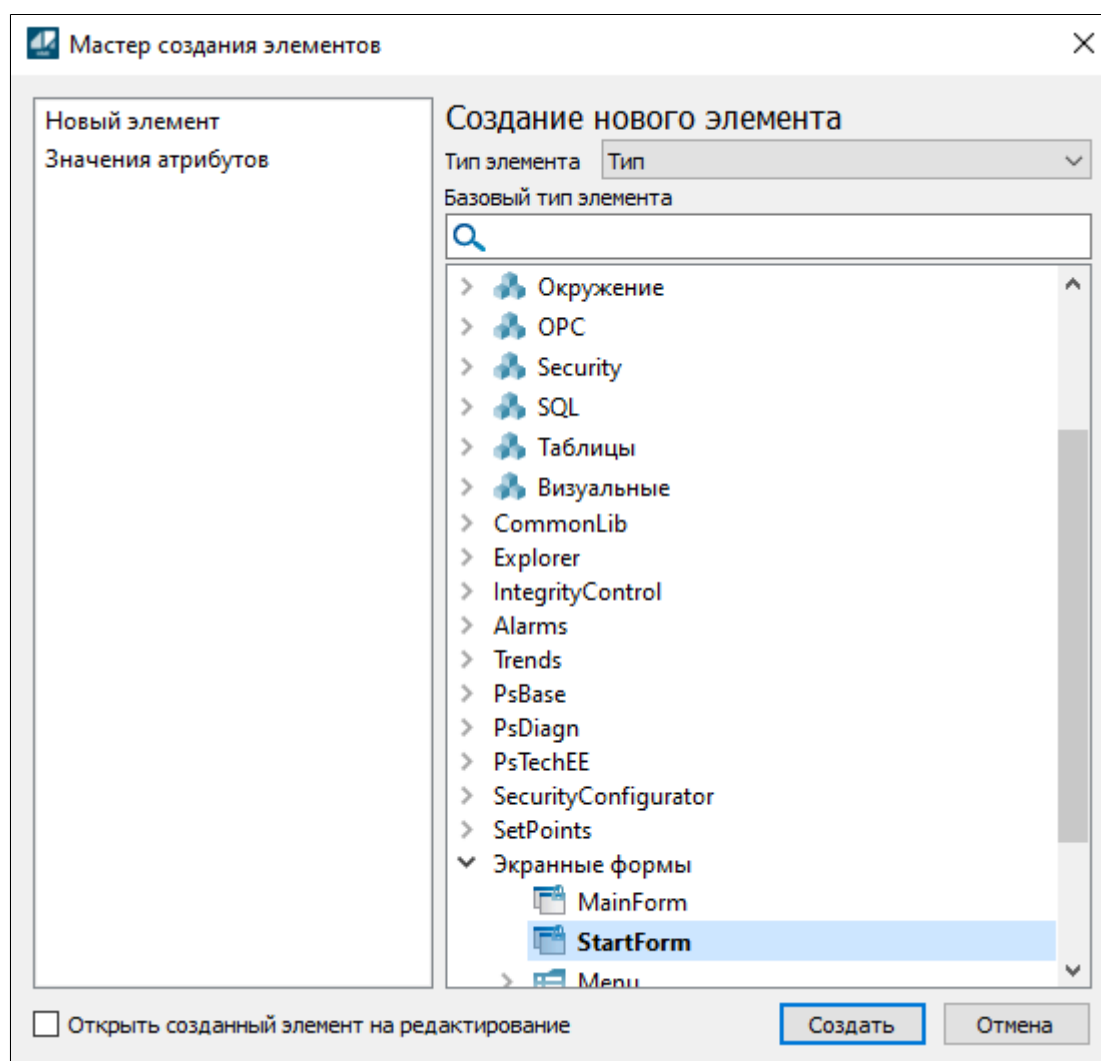 Мастер создания элементов
Новый элемент
Значения атрибутов
Создание нового элемента
Тип элемента Тип
Базовый тип элемента
Окружение
OPC
Security
SQL
Таблицы
Визуальные
CommonLib
Explorer
IntegrityControl
Alarms
Trends
PsBase
PsDiagn
PsTechEE
SecurityConfigurator
SetPoints
Экранные формы
MainForm
StartForm
Menu
Открыть созданный элемент на редактирование
Создать Отмена